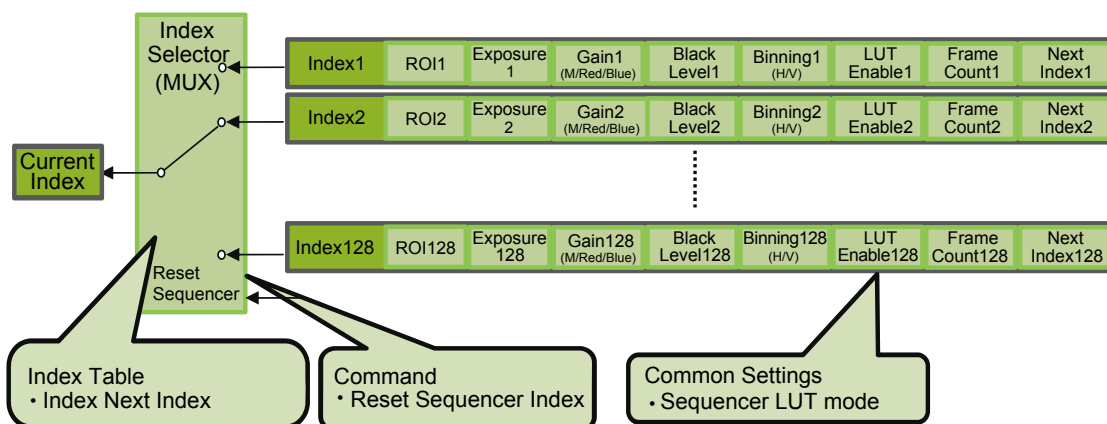 Index
Selector
(MUX)
Index1 ROI1 Exposure 1 Gain1 (M/Red/Blue) Black Level1 Binning1 (H/V) LUT Enable1 Frame Count1 Next Index1
Index2 ROI2 Exposure 2 Gain2 (M/Red/Blue) Black Level2 Binning2 (H/V) LUT Enable2 Frame Count2 Next Index2
Current
Index
Index128 ROI128 Exposure 128 Gain128 (M/Red/Blue) Black Level128 Binning128 (H/V) LUT Enable128 Frame Count128 Next Index128
Reset
Sequencer
Index Table
・Index Next Index
Command
・Reset Sequencer Index
Common Settings
・Sequencer LUT mode